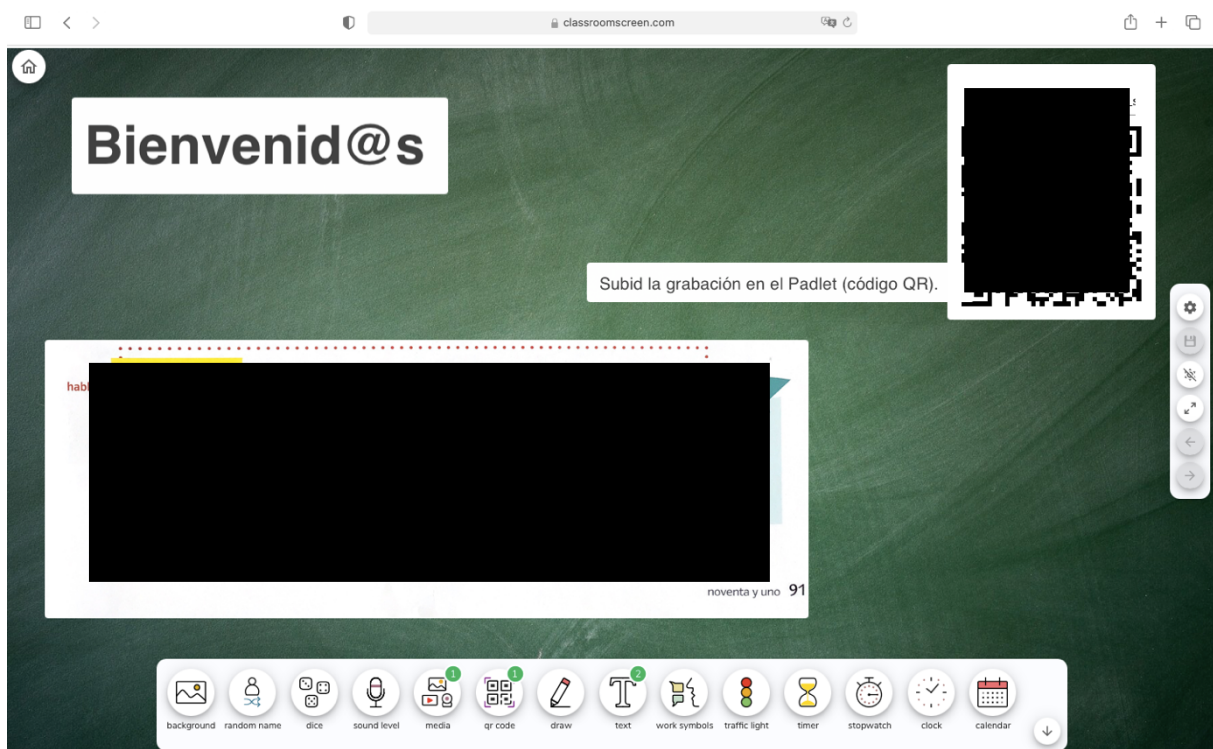 classroomscreen.com
Bienvenid@s
Subid la grabación en el Padlet (código QR).
noventa y uno 91
1 1 2
background random name dice sound level media qr code draw text work symbols traffic light timer stopwatch clock calendar